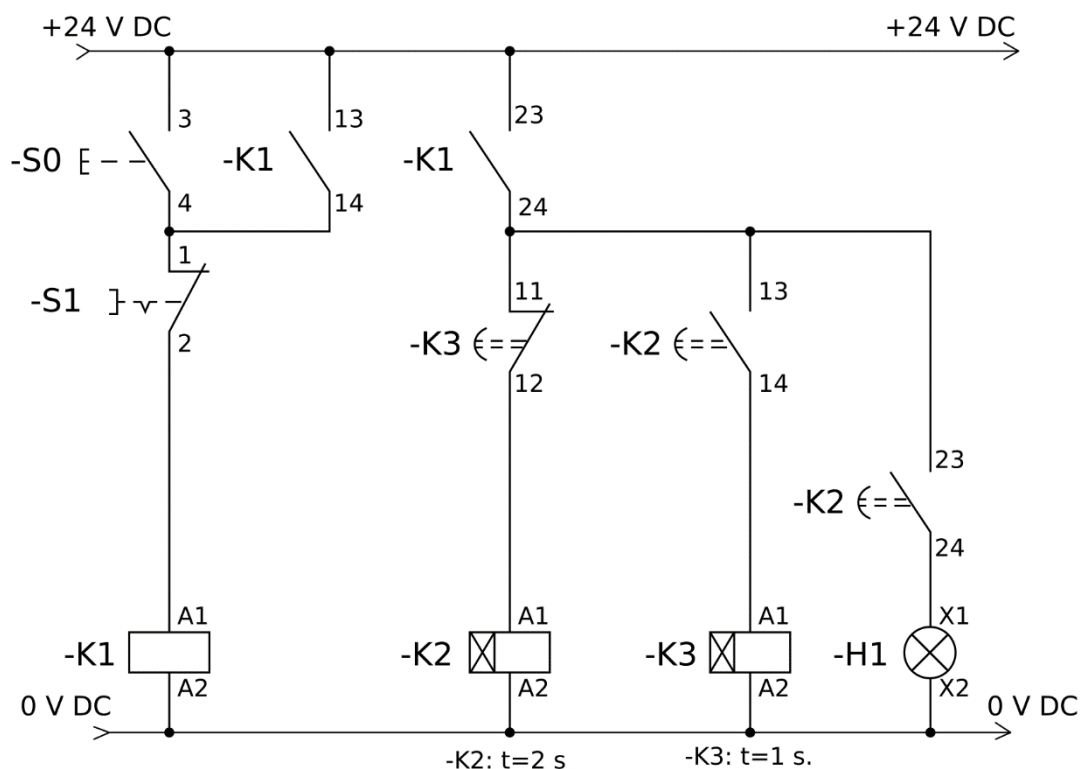 +24 V DC
+24 V DC
3
13
23
-S0
-K1
-K1
4
14
24
1
-S1
2
11
13
-K3
-K2
12
14
23
-K2
24
A1
A1
A1
X1
-K1
-K2
-K3
-H1
A2
A2
A2
X2
0 V DC
0 V DC
-K2: t=2 s
-K3: t=1 s.